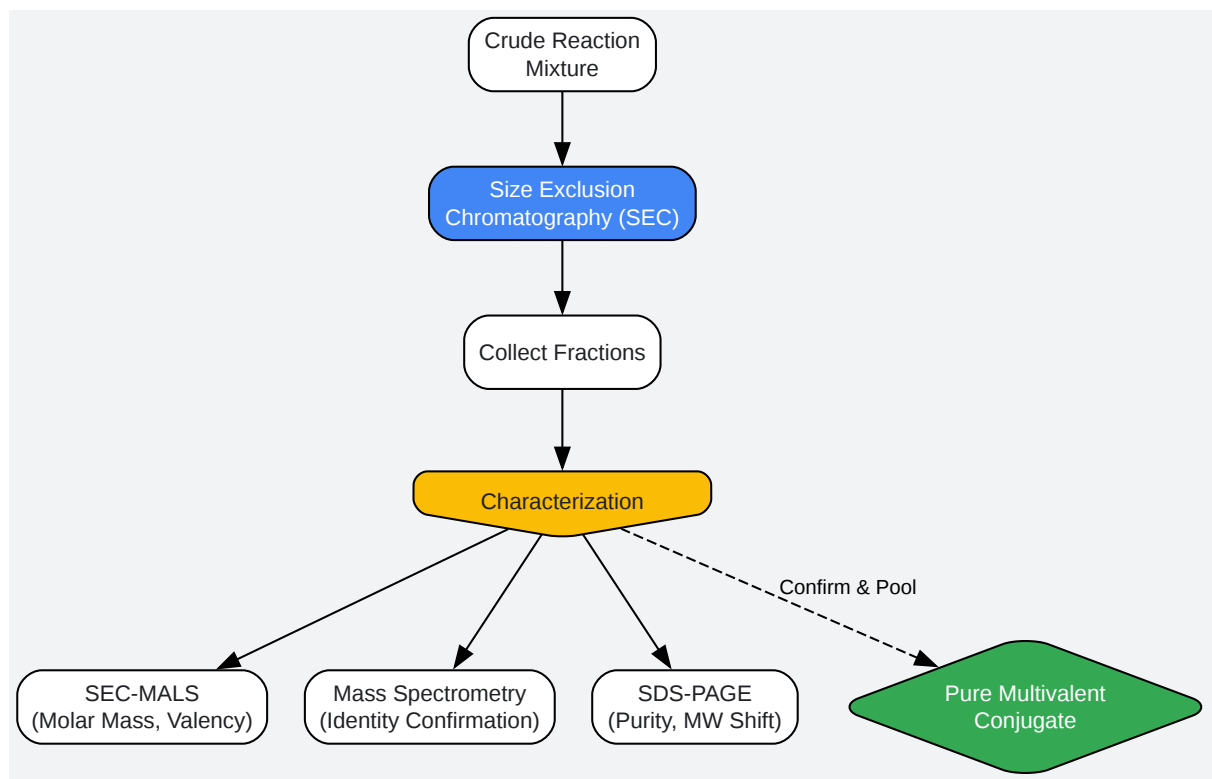 Crude Reaction
Mixture
Size Exclusion
Chromatography (SEC)
Collect Fractions
Characterization
Confirm & Pool
SEC-MALS
(Molar Mass, Valency)
Mass Spectrometry
(Identity Confirmation)
SDS-PAGE
(Purity, MW Shift)
Pure Multivalent
Conjugate